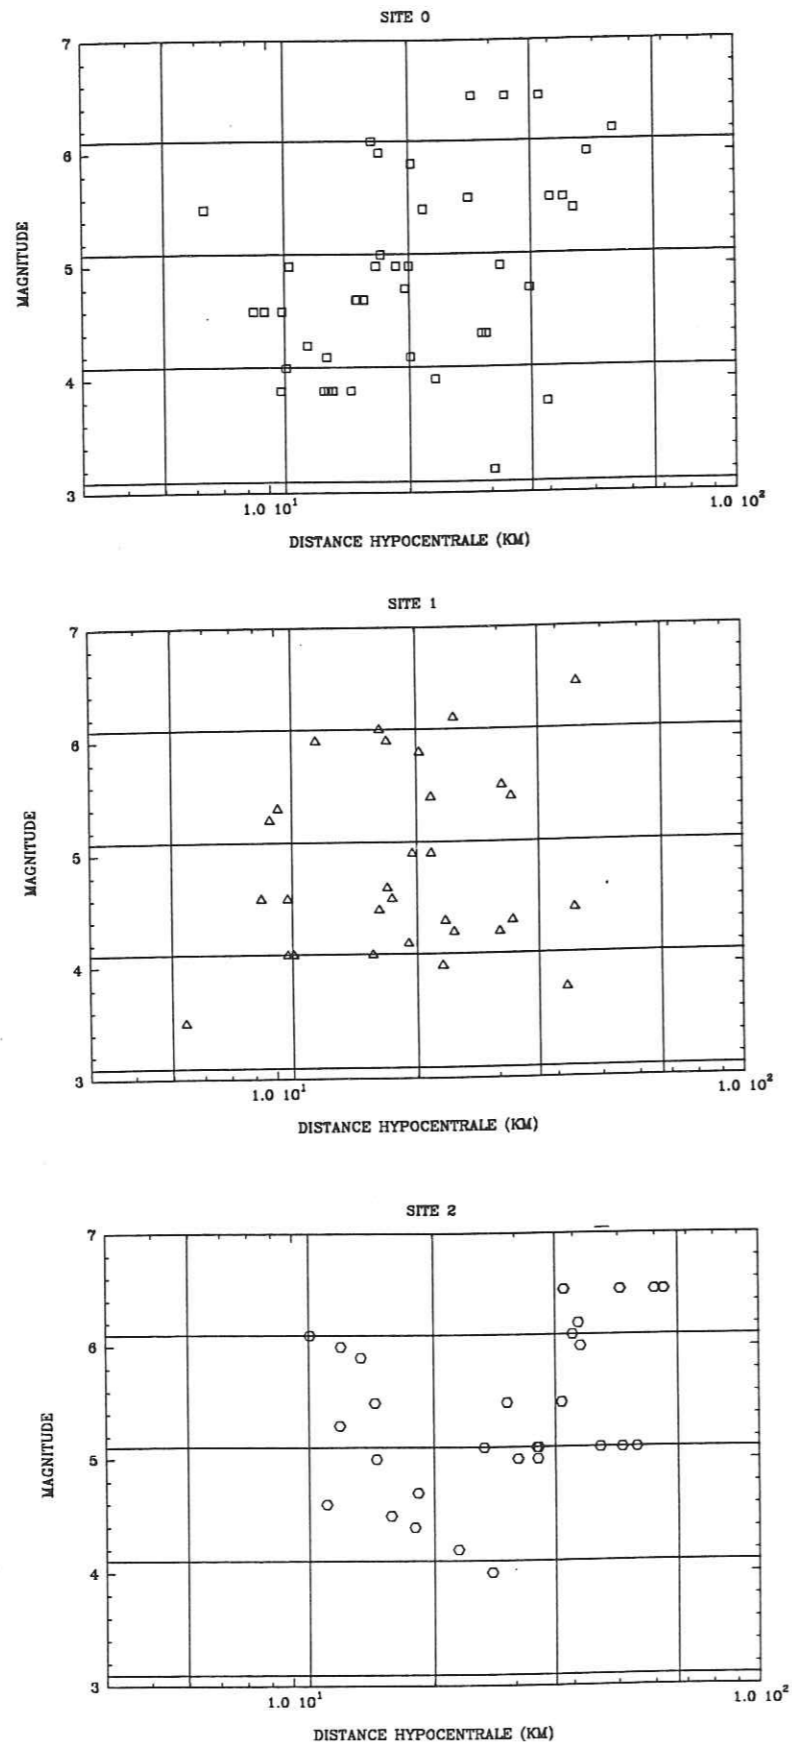 SITE 0
7
6
5
4
3
MAGNITUDE
1.0 10¹
1.0 10²
DISTANCE HYPOCENTRALE (KM)
SITE 1
7
6
5
4
3
MAGNITUDE
1.0 10¹
1.0 10²
DISTANCE HYPOCENTRALE (KM)
SITE 2
7
6
5
4
3
MAGNITUDE
1.0 10¹
1.0 10²
DISTANCE HYPOCENTRALE (KM)